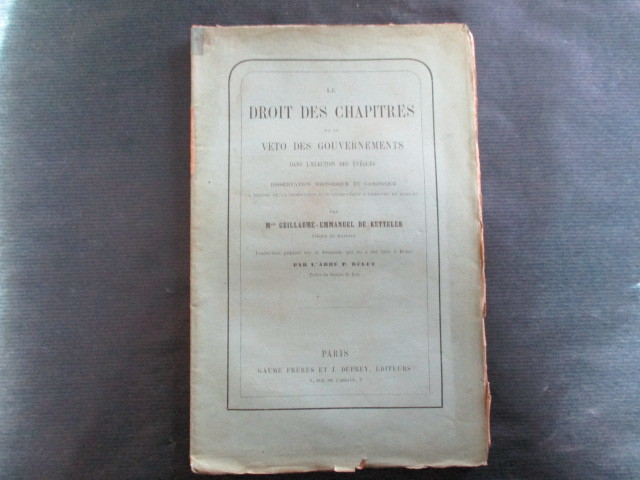 LE
DROIT DES CHAPITRES
ET LE
VETO DES GOUVERNEMENTS
DANS L'ÉLECTION DES ÉVÊQUES
DISSERTATION HISTORIQUE ET CANONIQUE
PAR
Mgr GUILLAUME-EMMANUEL DE KETTELER
ÉVÊQUE DE MAYENCE
PAR L'ABBÉ P. BÉLET
PARIS
GAUME FRÈRES ET J. DUPREY, ÉDITEURS
3, RUE DE L'ABBAYE, 3